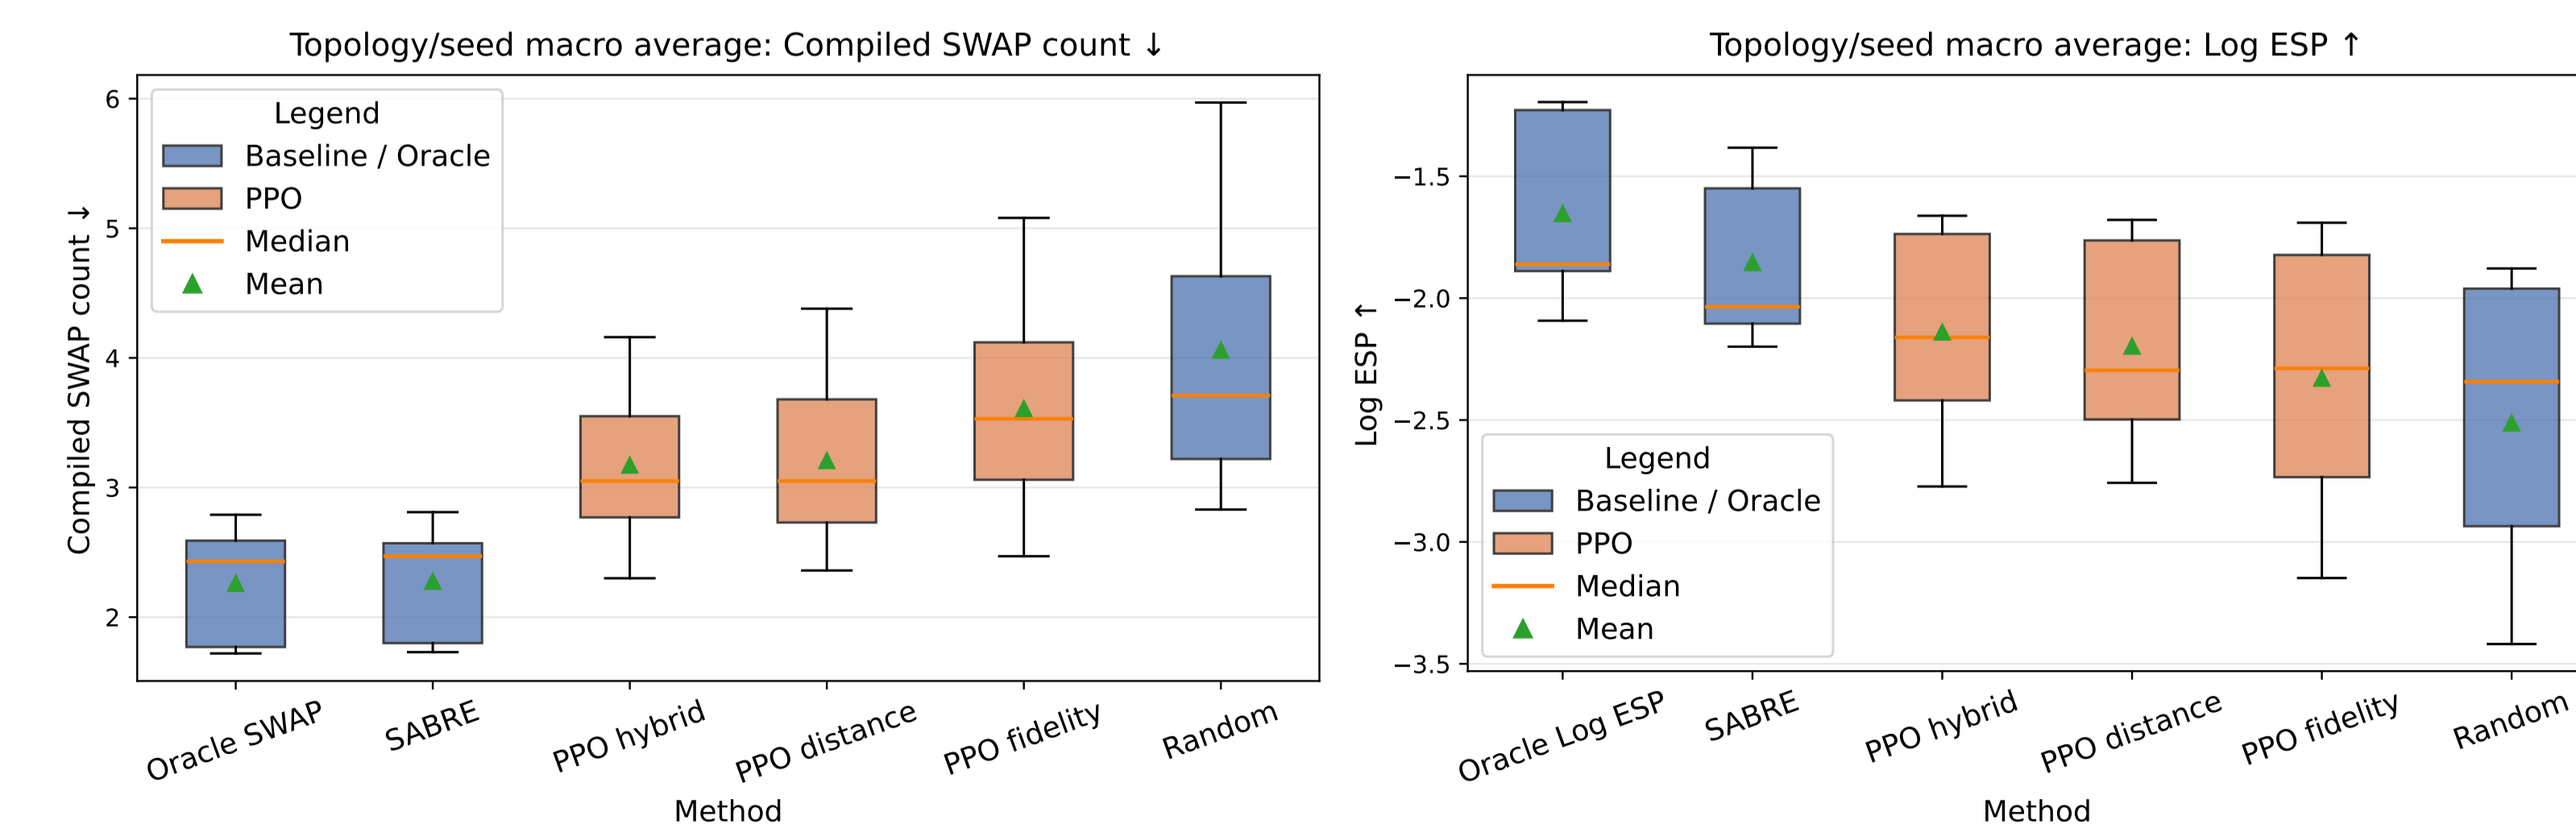 Topology/seed macro average: Compiled SWAP count ↓
Compiled SWAP count ↓
6
5
4
3
2
Legend
Baseline / Oracle
PPO
Median
Mean
Oracle SWAP
SABRE
PPO hybrid
PPO distance
PPO fidelity
Random
Method
Topology/seed macro average: Log ESP ↑
Log ESP ↑
−1.5
−2.0
−2.5
−3.0
−3.5
Legend
Baseline / Oracle
PPO
Median
Mean
Oracle Log ESP
SABRE
PPO hybrid
PPO distance
PPO fidelity
Random
Method